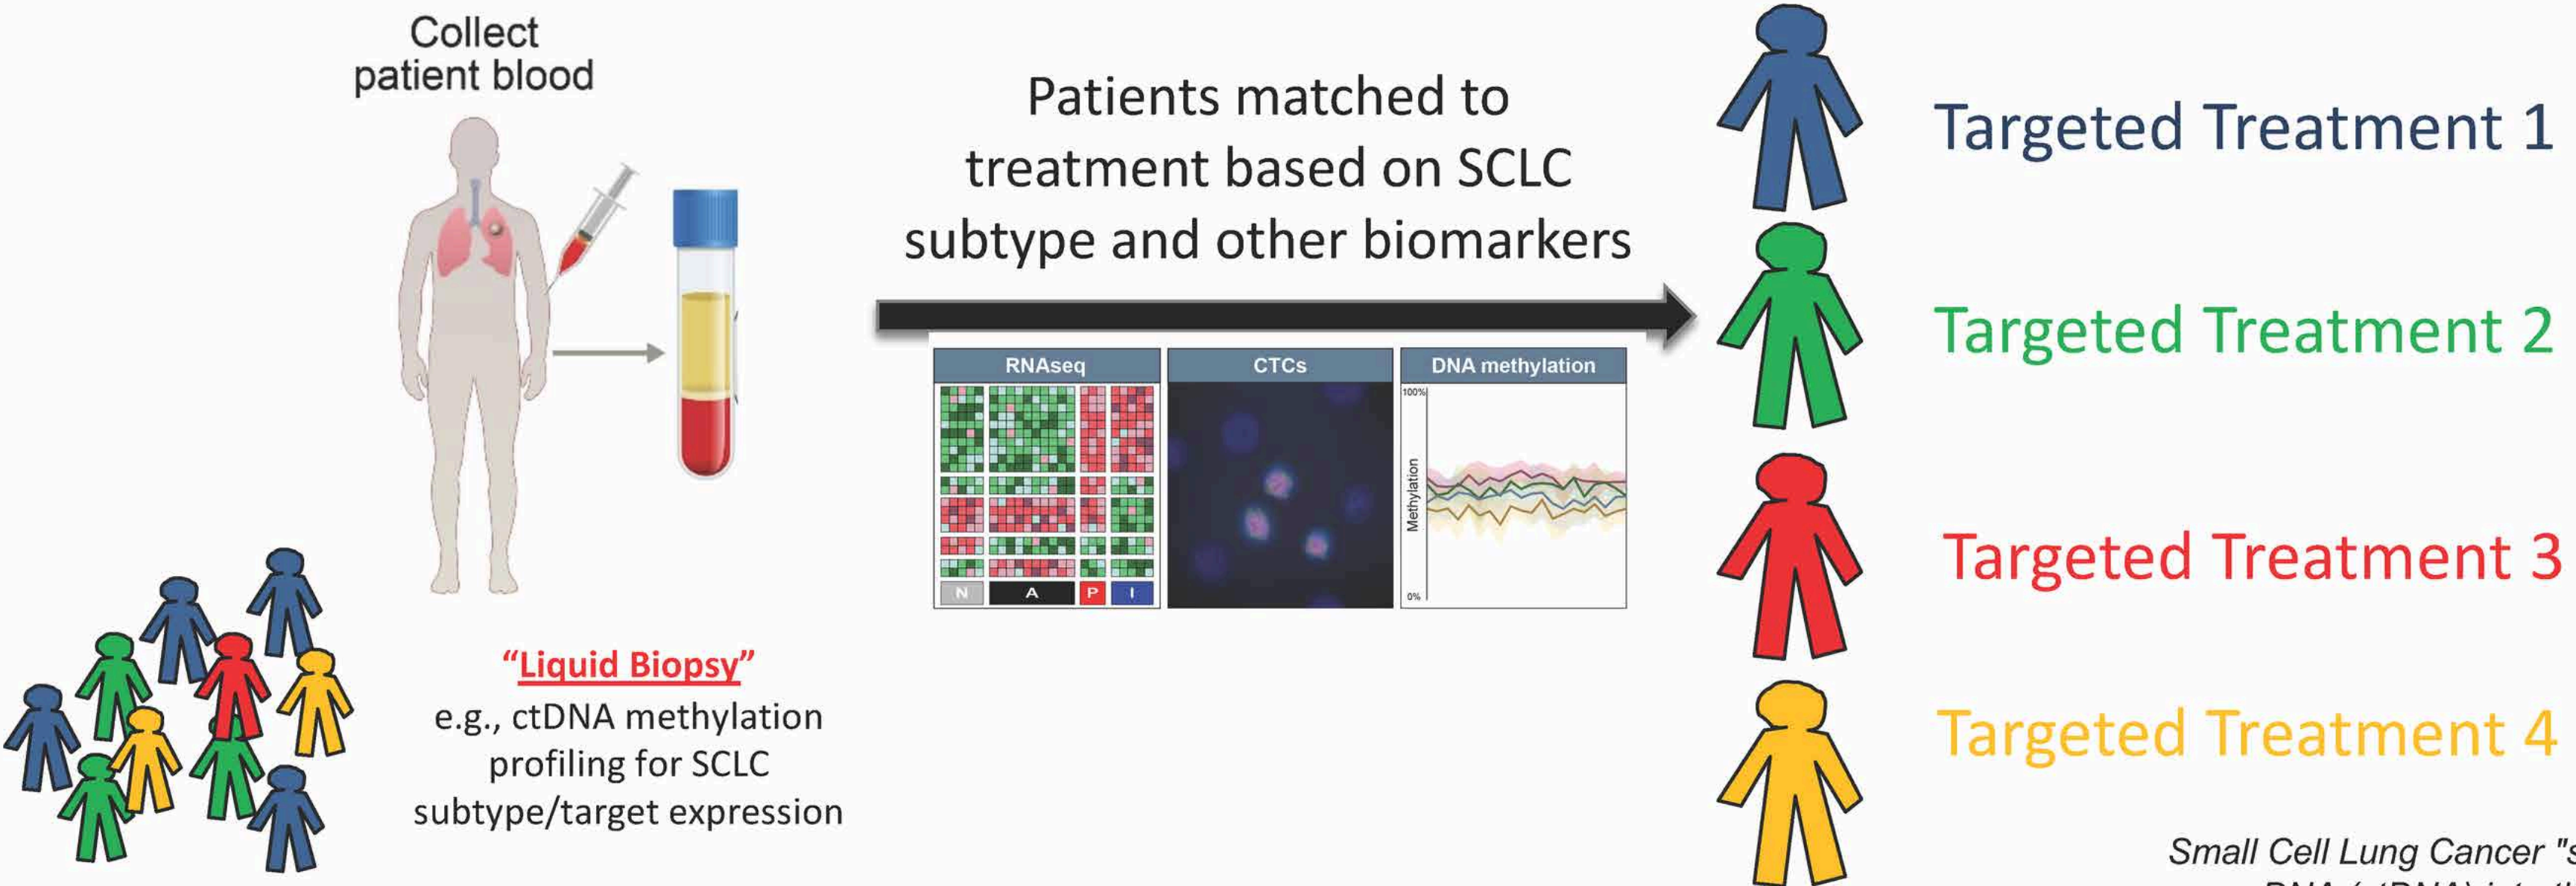 Collect
patient blood
Patients matched to
treatment based on SCLC
subtype and other biomarkers
RNAseq
CTCs
DNA methylation
100%
Methylation
0%
N A P I
"Liquid Biopsy"
e.g., ctDNA methylation
profiling for SCLC
subtype/target expression
Targeted Treatment 1
Targeted Treatment 2
Targeted Treatment 3
Targeted Treatment 4
Small Cell Lung Cancer "s